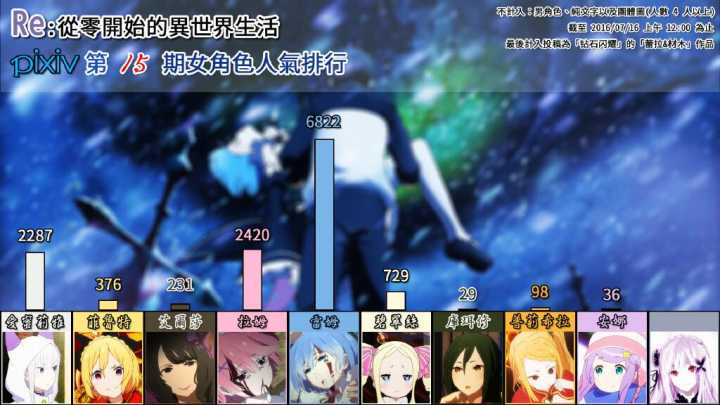 Re:從零開始的異世界生活
pixiv 第 15 期女角色人氣排行
不計入：男角色、純文字以及團體圖(人數 4 人以上)
截至 2016/07/16 上午 12:00 為止
最後計入投稿為「钻石闪耀」的「蕾拉&材木」作品
2287
376
231
2420
6822
729
29
98
36
愛蜜莉雅
菲魯特
艾爾莎
拉姆
雷姆
碧翠絲
庫珥修
普莉希拉
安娜